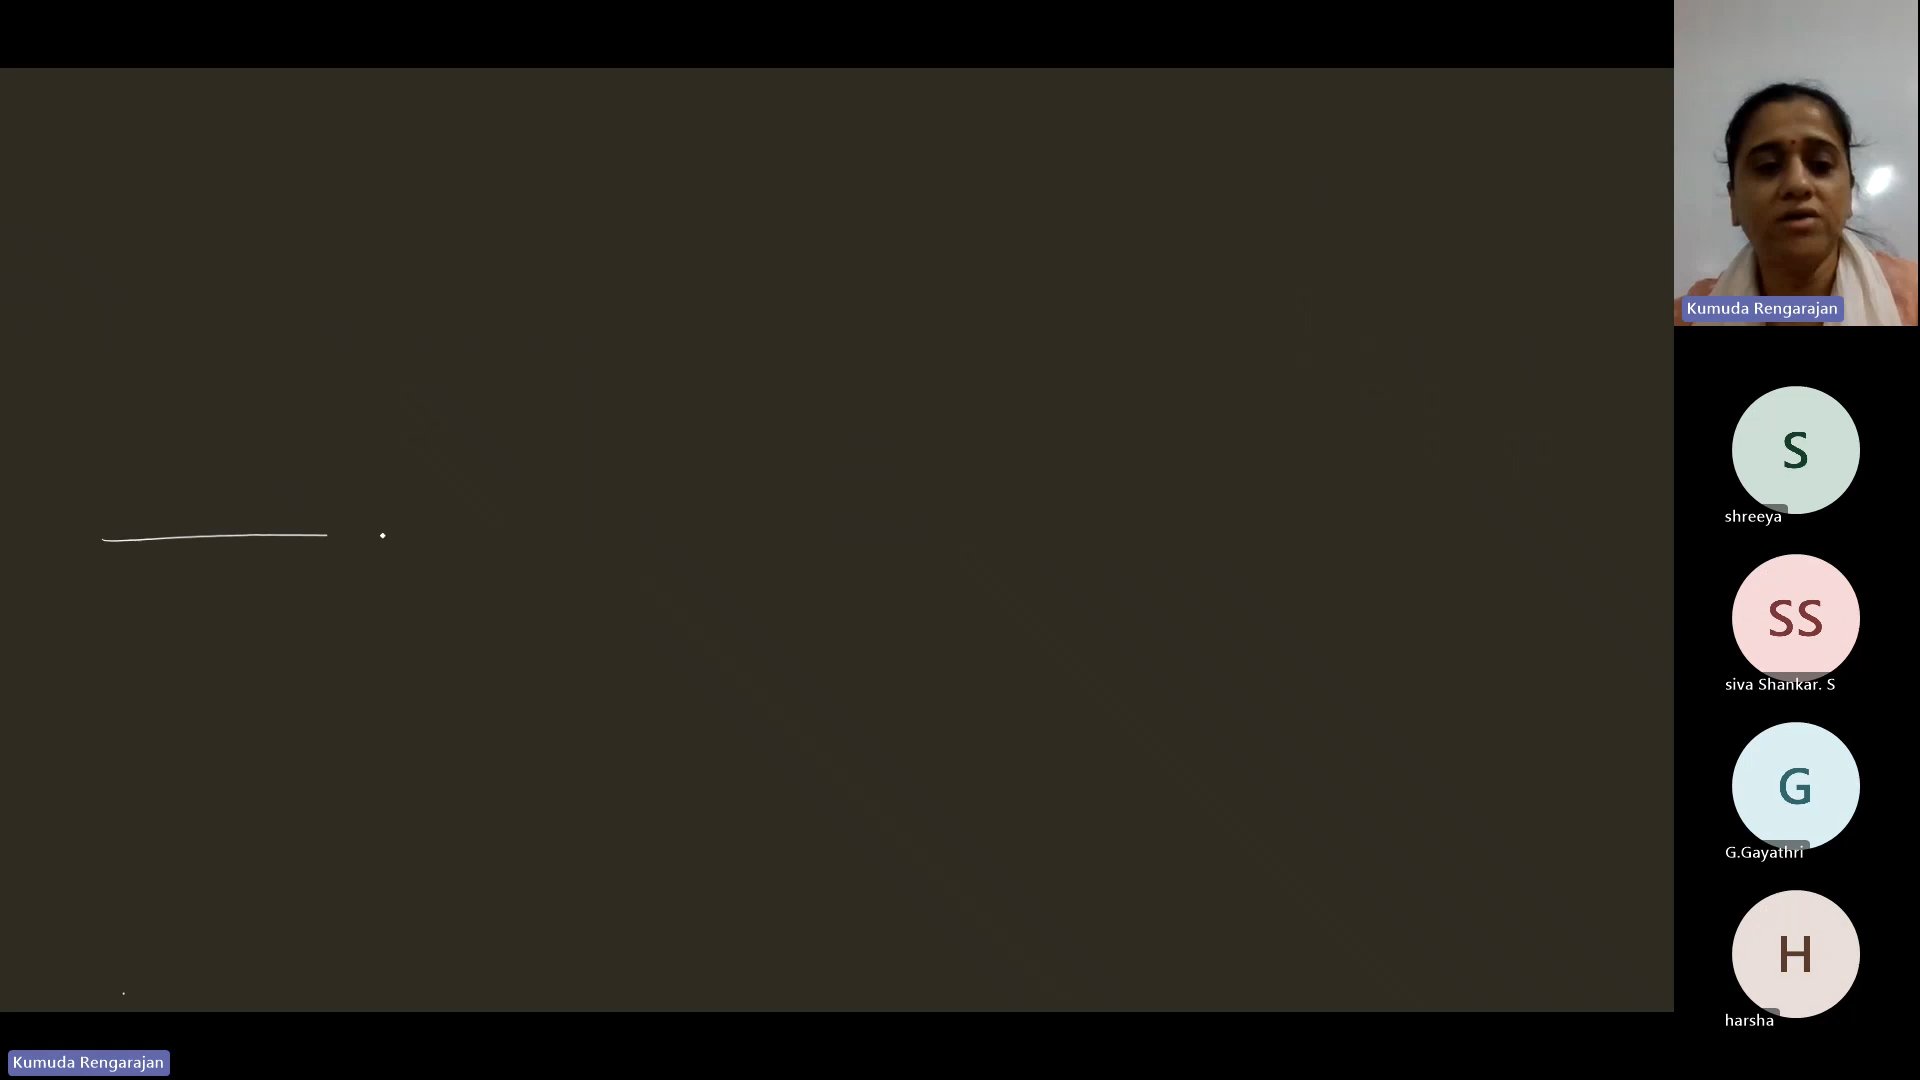 Kumuda Rengarajan
S
shreeya
SS
siva Shankar. S
G
G.Gayathri
H
harsha
Kumuda Rengarajan